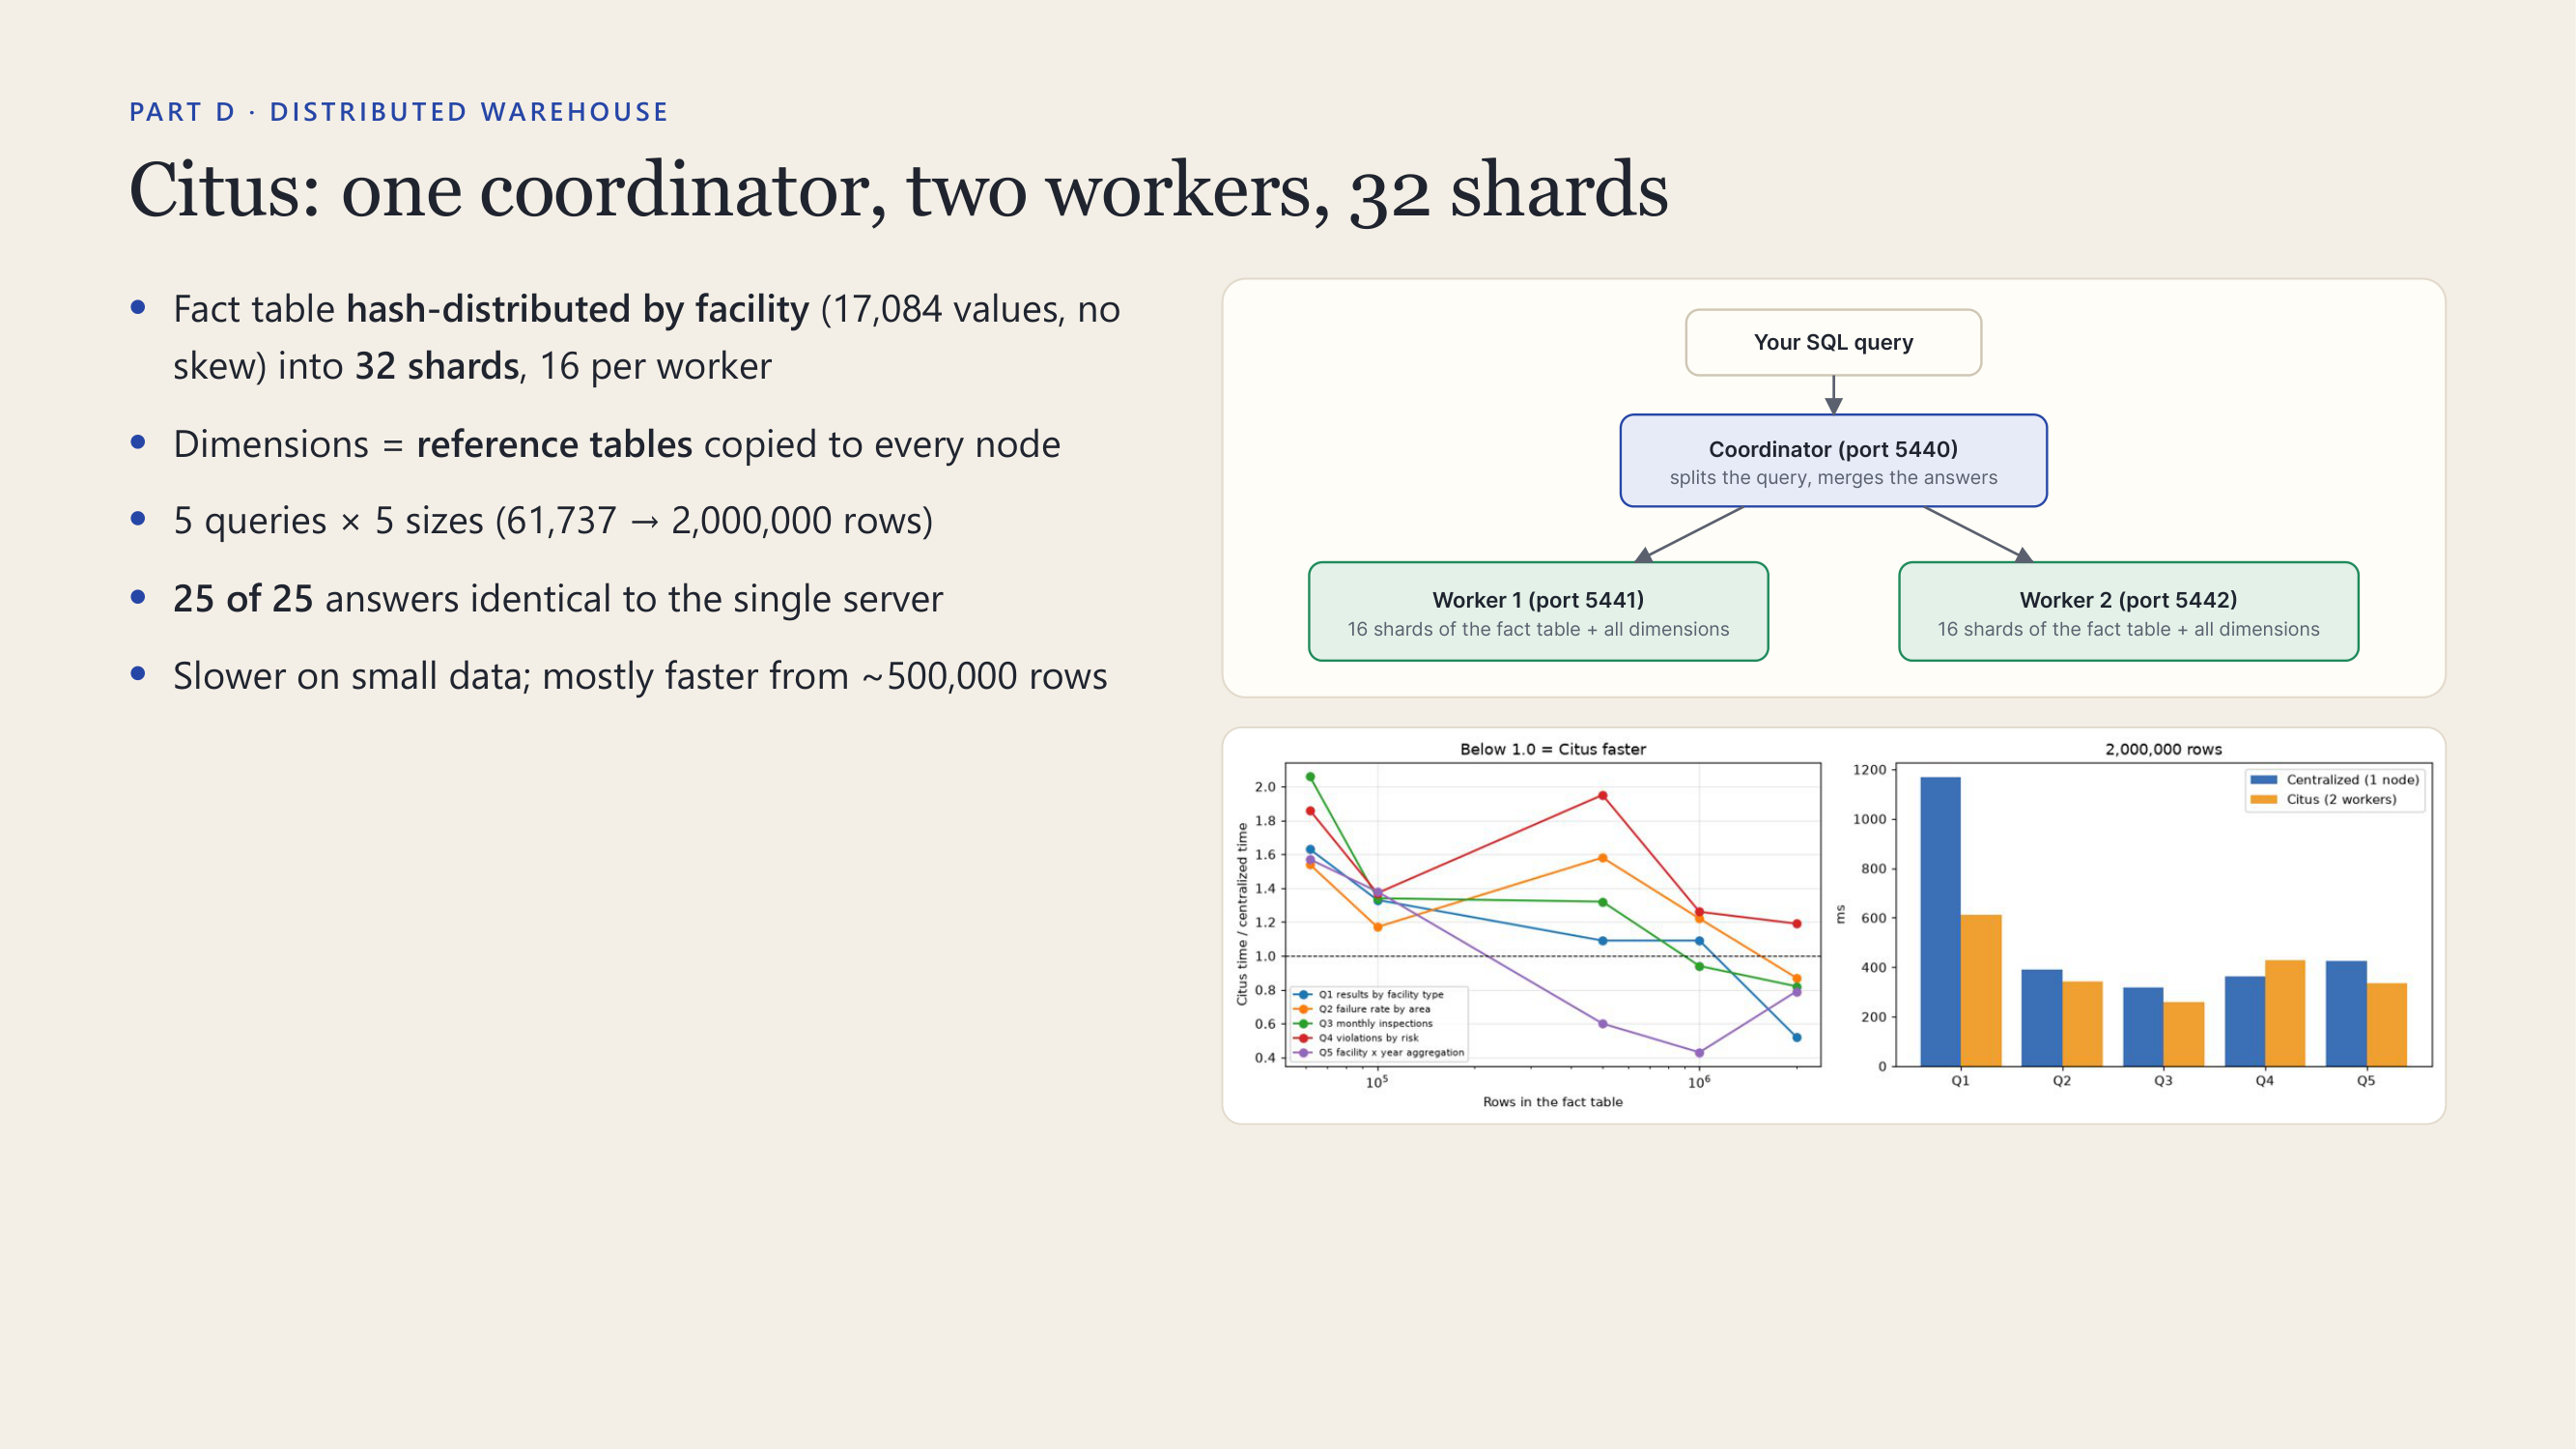 PART D · DISTRIBUTED WAREHOUSE
Citus: one coordinator, two workers, 32 shards
• Fact table hash-distributed by facility (17,084 values, no
skew) into 32 shards, 16 per worker
• Dimensions = reference tables copied to every node
• 5 queries × 5 sizes (61,737 → 2,000,000 rows)
• 25 of 25 answers identical to the single server
• Slower on small data; mostly faster from ~500,000 rows
Your SQL query
Coordinator (port 5440)
splits the query, merges the answers
Worker 1 (port 5441)
16 shards of the fact table + all dimensions
Worker 2 (port 5442)
16 shards of the fact table + all dimensions
Below 1.0 = Citus faster
Citus time / centralized time
2.0
1.8
1.6
1.4
1.2
1.0
0.8
0.6
0.4
Q1 results by facility type
Q2 failure rate by area
Q3 monthly inspections
Q4 violations by risk
Q5 facility x year aggregation
10⁵ 10⁶
Rows in the fact table
2,000,000 rows
ms
1200
1000
800
600
400
200
0
Centralized (1 node)
Citus (2 workers)
Q1 Q2 Q3 Q4 Q5